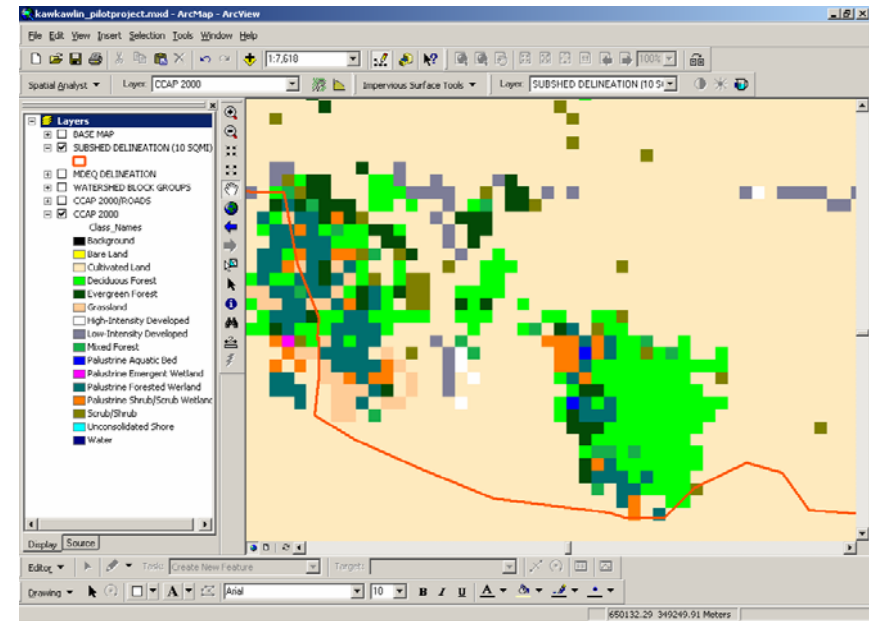 kawkawlin_pilotproject.mxd - ArcMap - ArcView
File Edit View Insert Selection Tools Window Help
1:7,618 100%
Spatial Analyst Layer: CCAP 2000 Impervious Surface Tools Layer: SUBSHED DELINEATION (10 S
Layers
BASE MAP
SUBSHED DELINEATION (10 SQMI)
MDEQ DELINEATION
WATERSHED BLOCK GROUPS
CCAP 2000/ROADS
CCAP 2000
Class_Names
Background
Bare Land
Cultivated Land
Deciduous Forest
Evergreen Forest
Grassland
High-Intensity Developed
Low-Intensity Developed
Mixed Forest
Palustrine Aquatic Bed
Palustrine Emergent Wetland
Palustrine Forested Werland
Palustrine Shrub/Scrub Wetlanc
Scrub/Shrub
Unconsolidated Shore
Water
Display Source
Editor Task: Create New Feature Target:
Drawing A Arial 10 B I U A
650132.29 349249.91 Meters